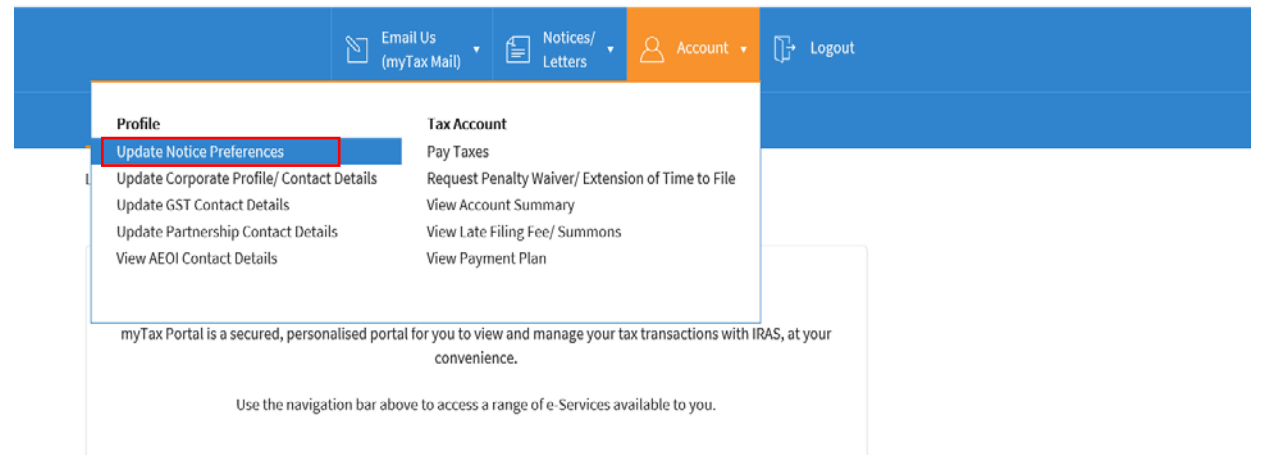 Email Us
(myTax Mail)
Notices/
Letters
Account
Logout
Profile
Update Notice Preferences
Update Corporate Profile/ Contact Details
Update GST Contact Details
Update Partnership Contact Details
View AEOI Contact Details
Tax Account
Pay Taxes
Request Penalty Waiver/ Extension of Time to File
View Account Summary
View Late Filing Fee/ Summons
View Payment Plan
myTax Portal is a secured, personalised portal for you to view and manage your tax transactions with IRAS, at your
convenience.
Use the navigation bar above to access a range of e-Services available to you.